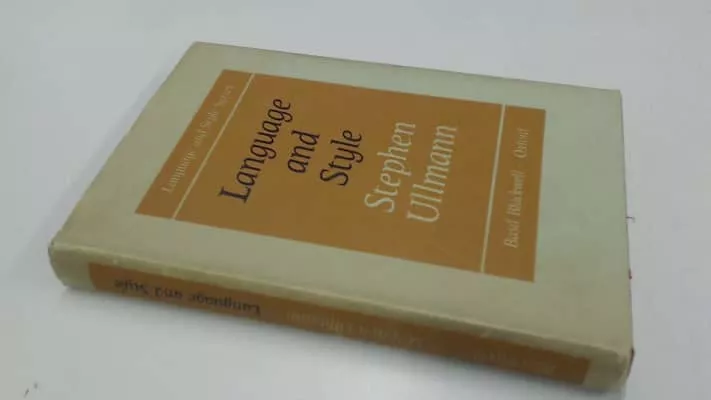 Language and Style Series
Language
and
Style
Stephen
Ullmann
Basil Blackwell Oxford
Language and Style